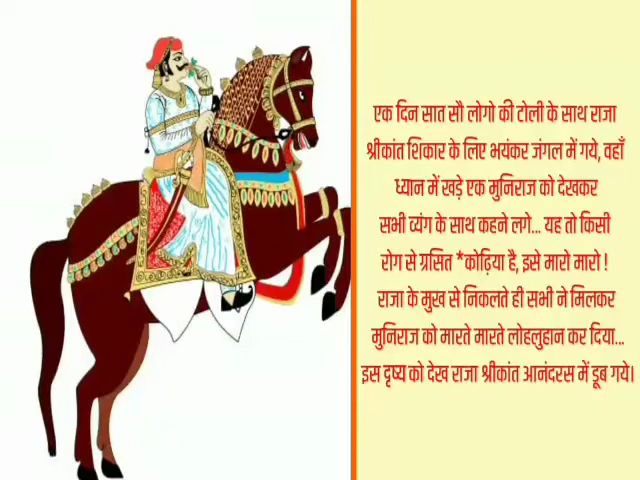 एक दिन सात सौ लोगो की टोली के साथ राजा
श्रीकांत शिकार के लिए भयंकर जंगल में गये, वहाँ
ध्यान में खड़े एक मुनिराज को देखकर
सभी व्यंग के साथ कहने लगे... यह तो किसी
रोग से ग्रसित *कोढ़िया है, इसे मारो मारो !
राजा के मुख से निकलते ही सभी ने मिलकर
मुनिराज को मारते मारते लोहलुहान कर दिया...
इस दृष्य को देख राजा श्रीकांत आनंदरस में डूब गये।